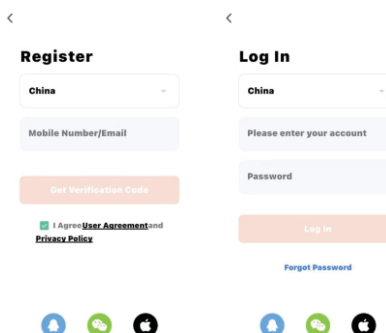 Register
China
Mobile Number/Email
Get Verification Code
I Agree User Agreement and
Privacy Policy
Log In
China
Please enter your account
Password
Log In
Forgot Password